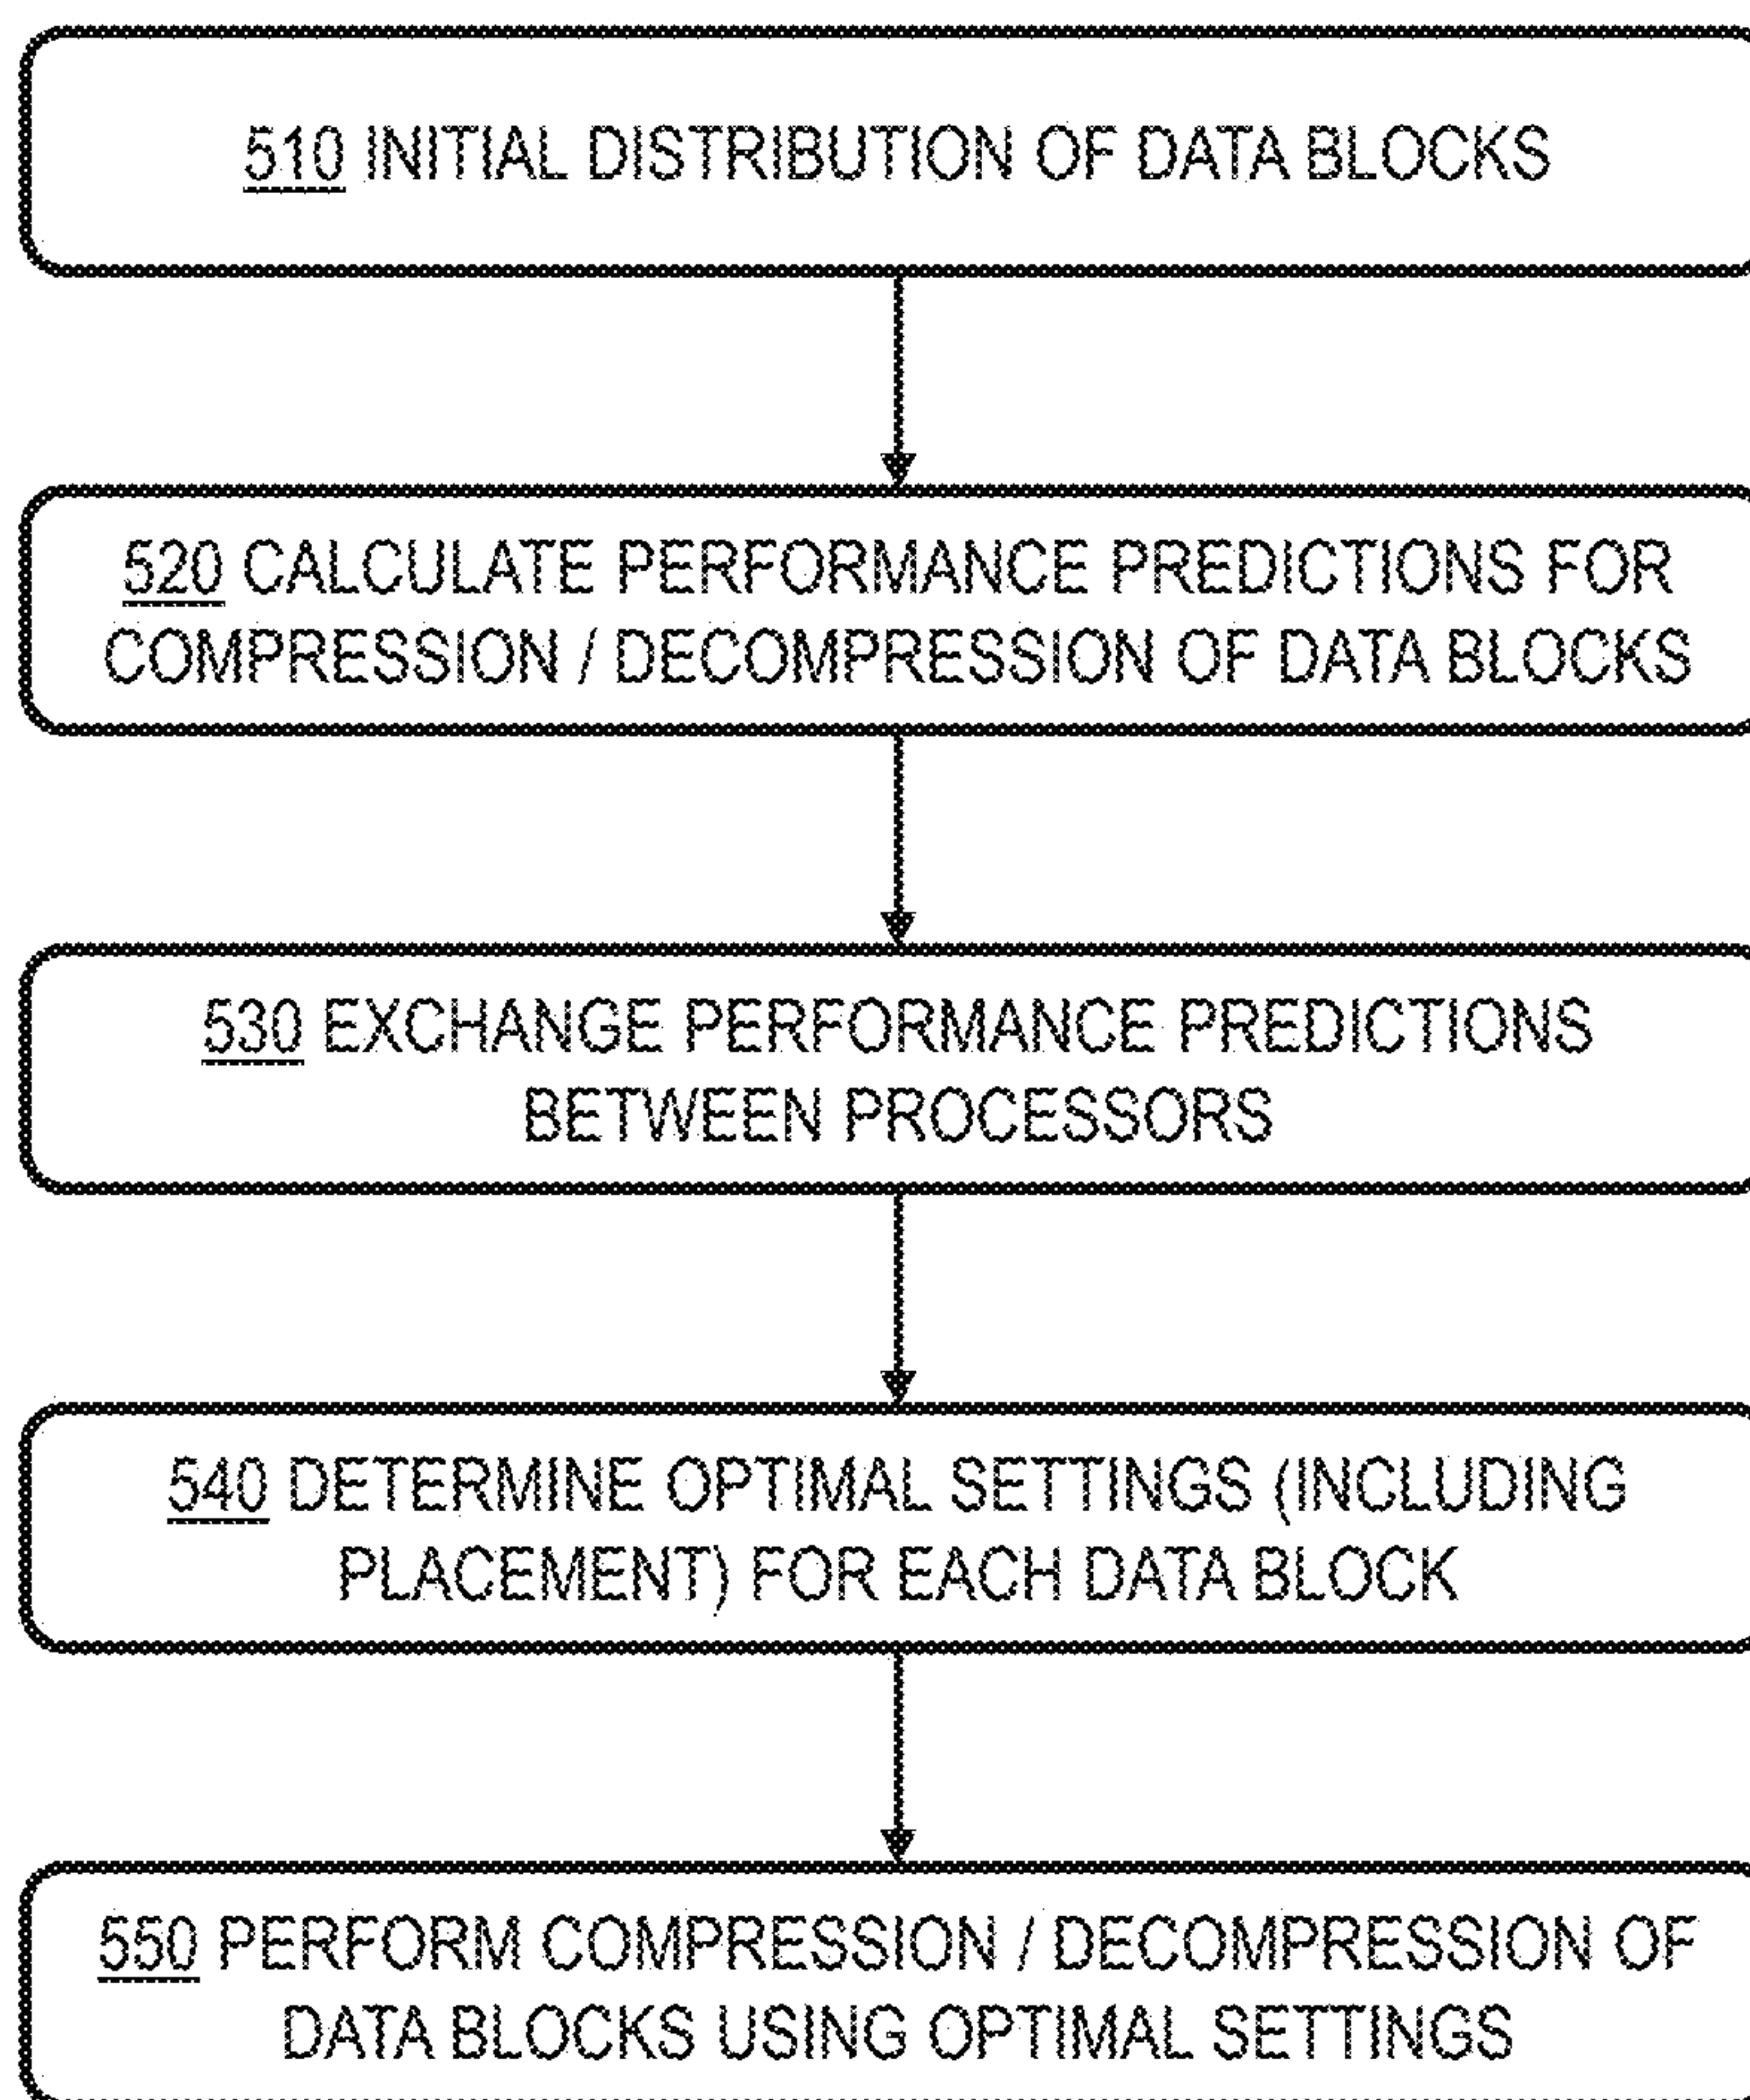 510 INITIAL DISTRIBUTION OF DATA BLOCKS
520 CALCULATE PERFORMANCE PREDICTIONS FOR
COMPRESSION / DECOMPRESSION OF DATA BLOCKS
530 EXCHANGE PERFORMANCE PREDICTIONS
BETWEEN PROCESSORS
540 DETERMINE OPTIMAL SETTINGS (INCLUDING
PLACEMENT) FOR EACH DATA BLOCK
550 PERFORM COMPRESSION / DECOMPRESSION OF
DATA BLOCKS USING OPTIMAL SETTINGS